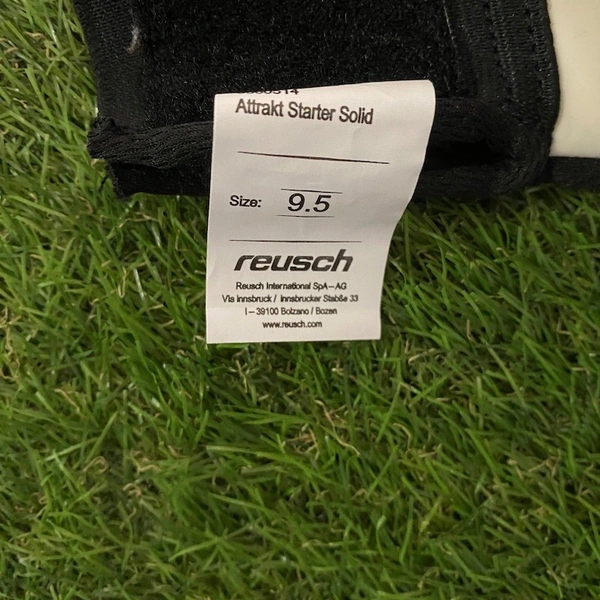 Attrakt Starter Solid
Size: 9.5
reusch
Reusch International SpA-AG
Via Innsbruck / Innsbrucker Staбße 33
I-39100 Bolzano / Bozen
www.reusch.com